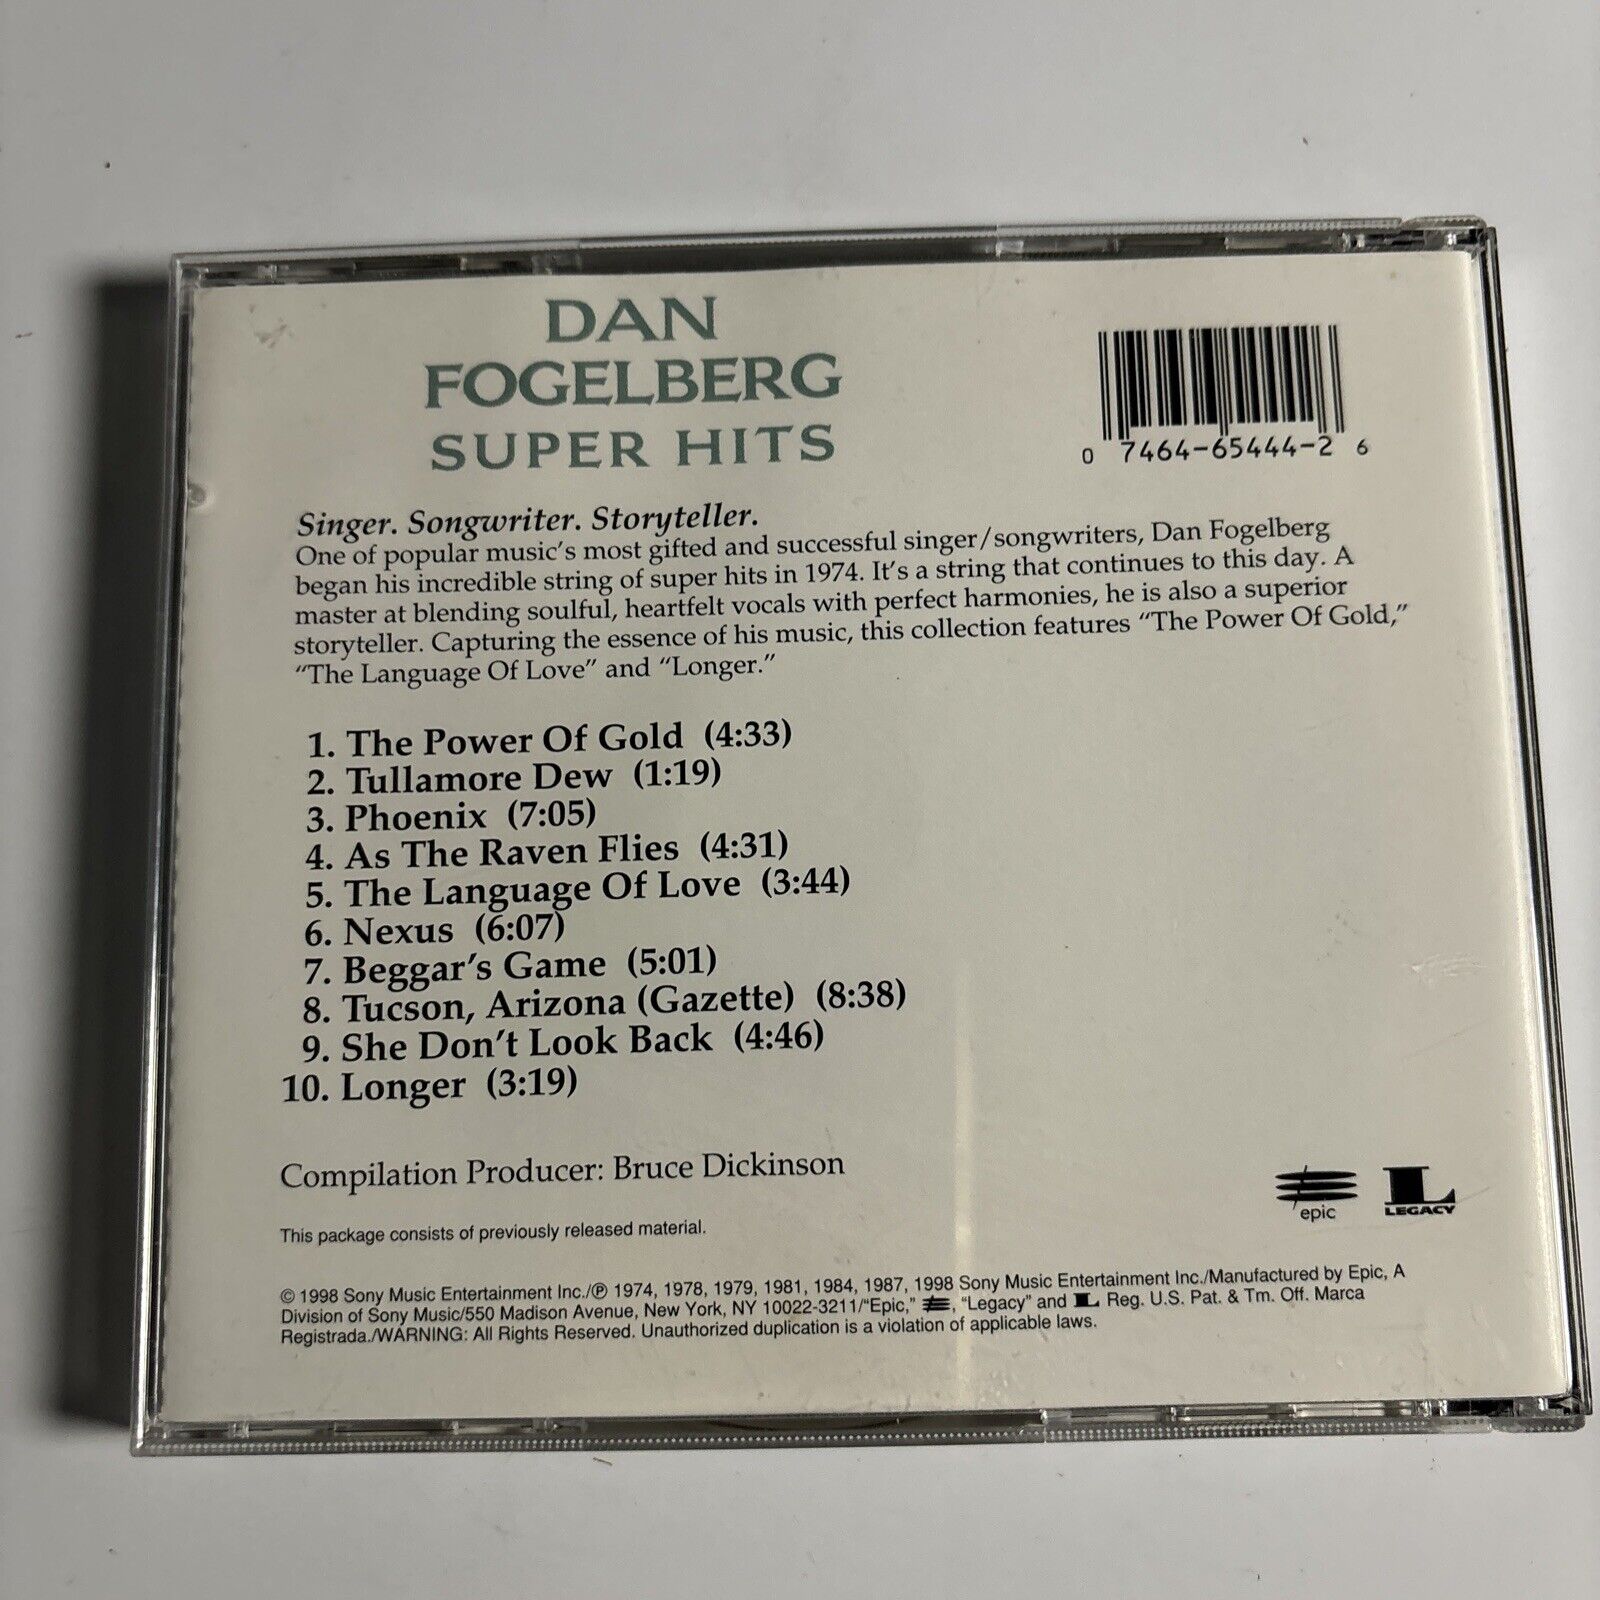 DAN
FOGELBERG
SUPER HITS
0 7464-65444-2 6
Singer. Songwriter. Storyteller.
One of popular music's most gifted and successful singer/songwriters, Dan Fogelberg
began his incredible string of super hits in 1974. It's a string that continues to this day. A
master at blending soulful, heartfelt vocals with perfect harmonies, he is also a superior
storyteller. Capturing the essence of his music, this collection features "The Power Of Gold,"
"The Language Of Love" and "Longer."
1. The Power Of Gold (4:33)
2. Tullamore Dew (1:19)
3. Phoenix (7:05)
4. As The Raven Flies (4:31)
5. The Language Of Love (3:44)
6. Nexus (6:07)
7. Beggar's Game (5:01)
8. Tucson, Arizona (Gazette) (8:38)
9. She Don't Look Back (4:46)
10. Longer (3:19)
Compilation Producer: Bruce Dickinson
epic
L
LEGACY
This package consists of previously released material.
© 1998 Sony Music Entertainment Inc./℗ 1974, 1978, 1979, 1981, 1984, 1987, 1998 Sony Music Entertainment Inc./Manufactured by Epic, A
Division of Sony Music/550 Madison Avenue, New York, NY 10022-3211/"Epic," , "Legacy" and L Reg. U.S. Pat. & Tm. Off. Marca
Registrada./WARNING: All Rights Reserved. Unauthorized duplication is a violation of applicable laws.